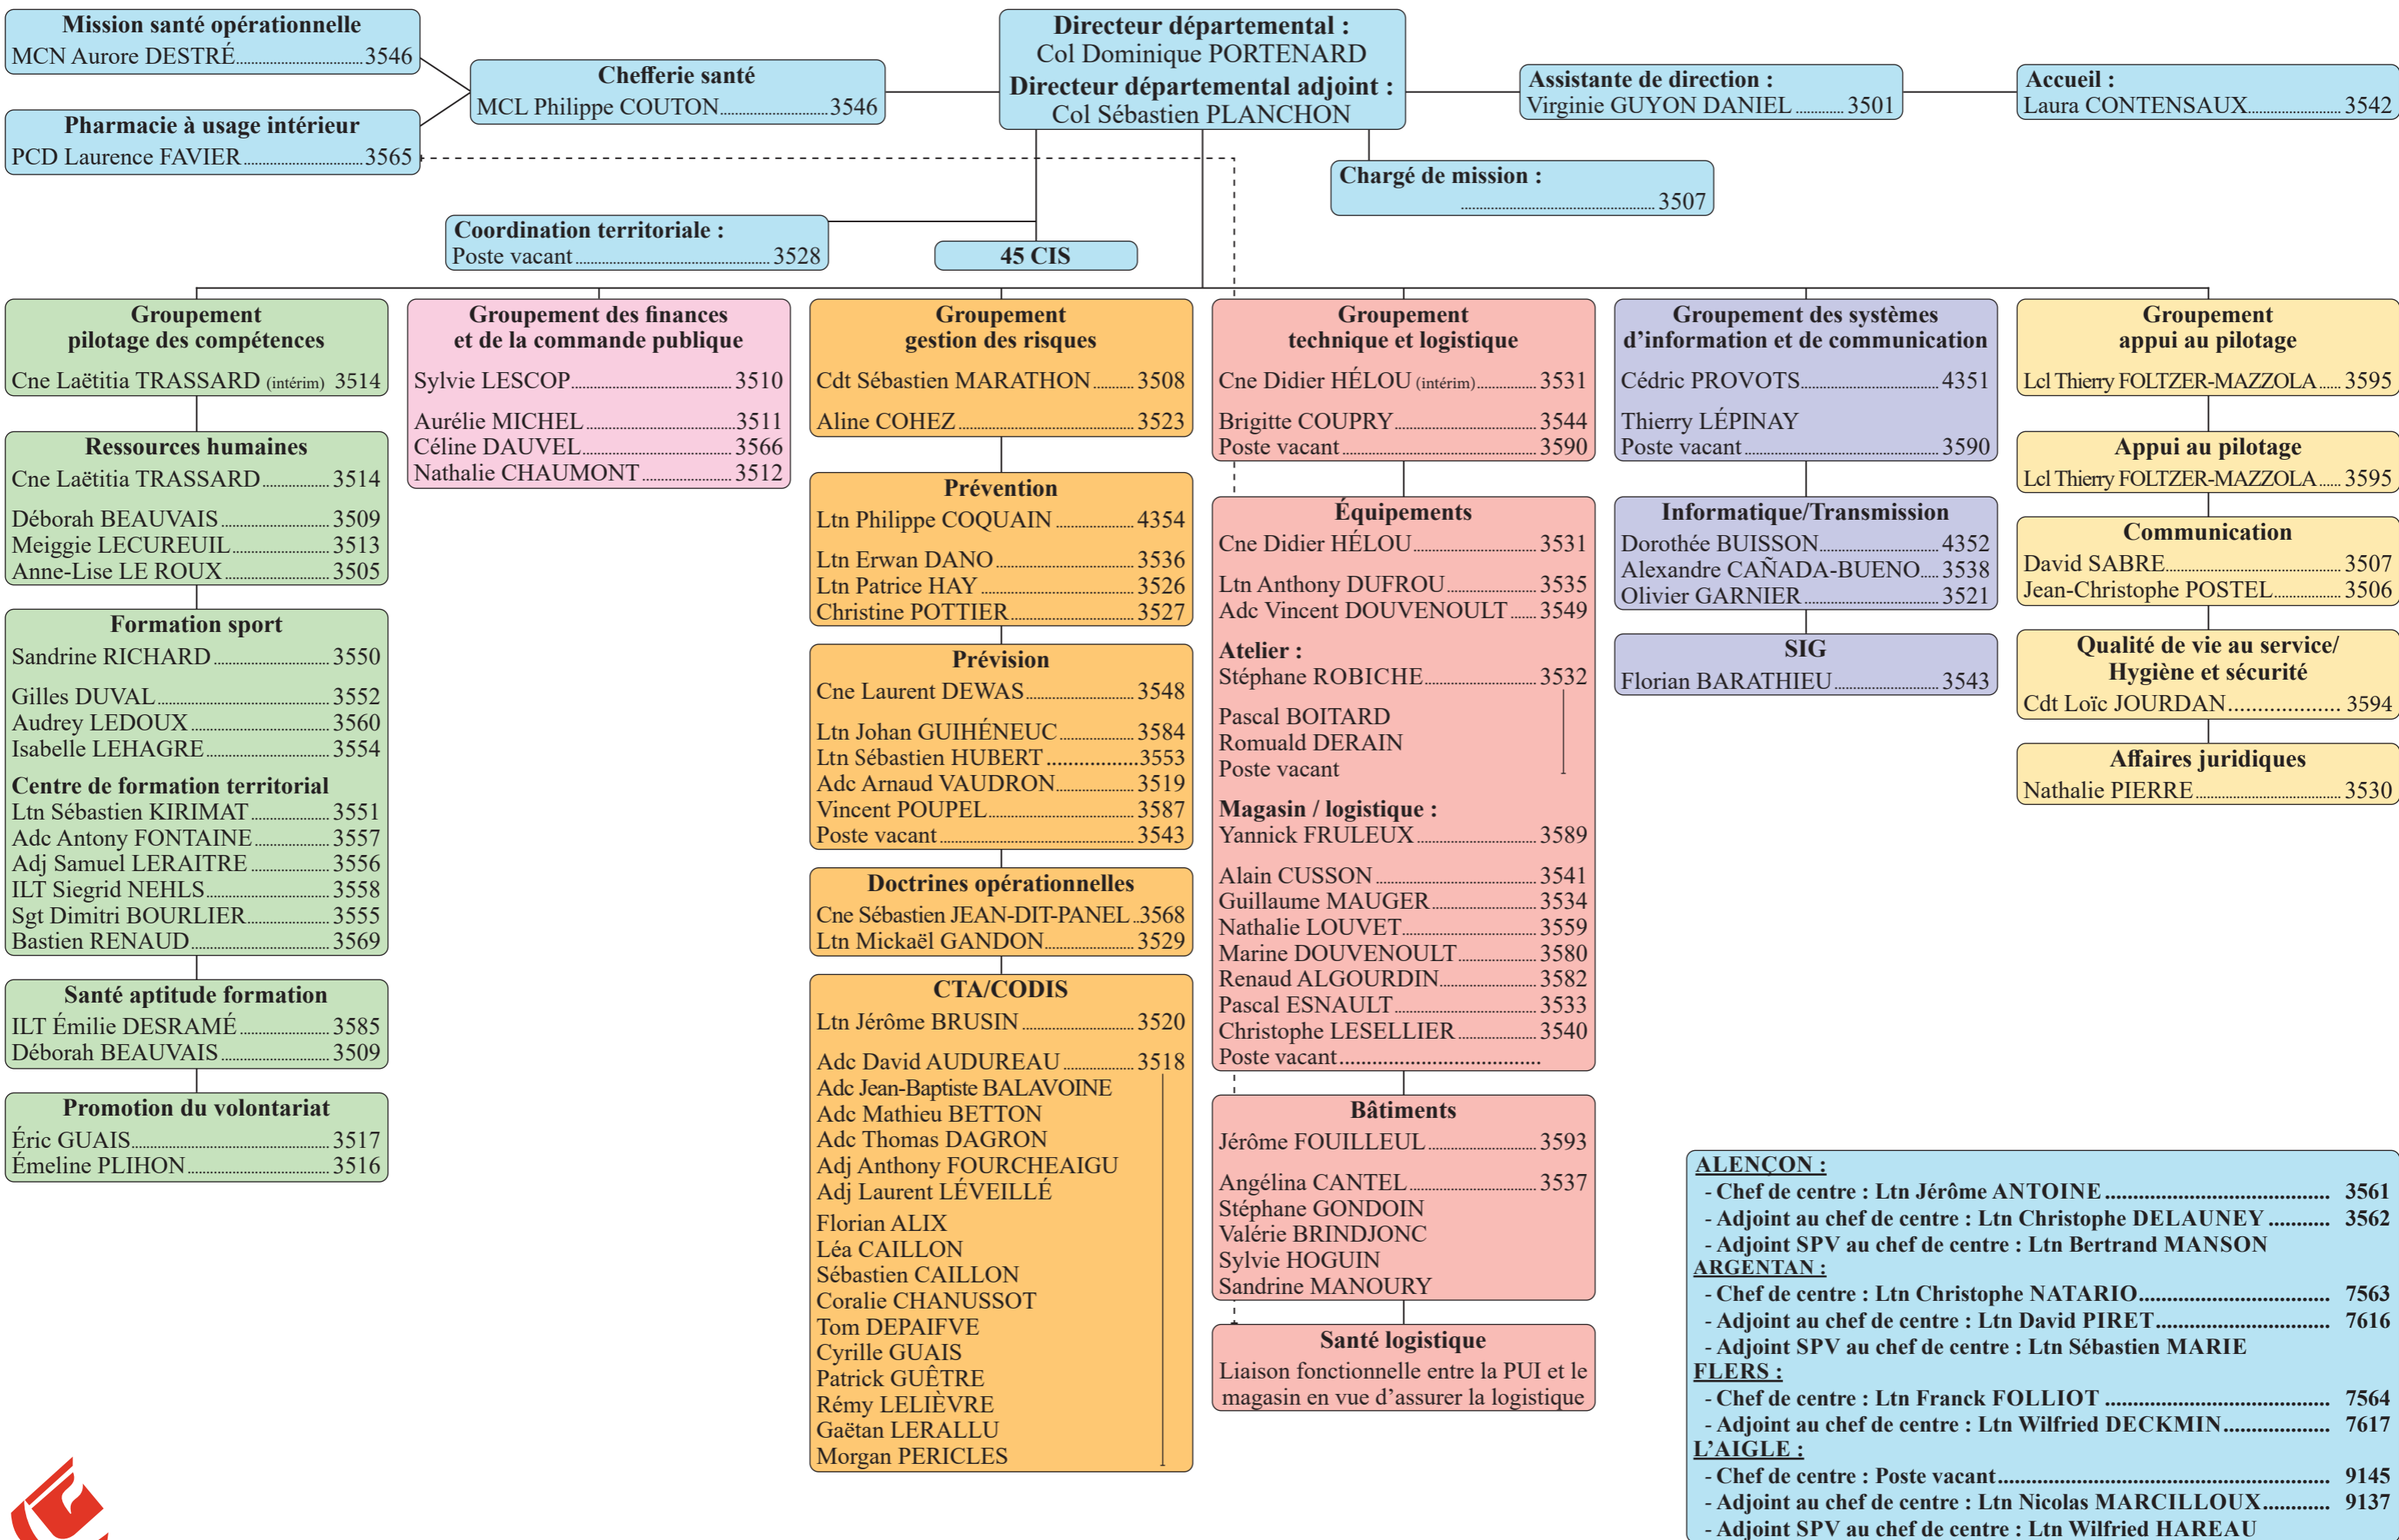 Mission santé opérationnelle
MCN Aurore DESTRÉ 3546
Pharmacie à usage intérieur
PCD Laurence FAVIER 3565
Chefferie santé
MCL Philippe COUTON 3546
Directeur départemental :
Col Dominique PORTENARD
Directeur départemental adjoint :
Col Sébastien PLANCHON
Assistante de direction :
Virginie GUYON DANIEL 3501
Accueil :
Laura CONTENSAUX 3542
Chargé de mission :
3507
Coordination territoriale :
Poste vacant 3528
45 CIS
Groupement
pilotage des compétences
Cne Laëtitia TRASSARD (intérim) 3514
Ressources humaines
Cne Laëtitia TRASSARD 3514
Déborah BEAUVAIS 3509
Meiggie LECUREUIL 3513
Anne-Lise LE ROUX 3505
Formation sport
Sandrine RICHARD 3550
Gilles DUVAL 3552
Audrey LEDOUX 3560
Isabelle LEHAGRE 3554
Centre de formation territorial
Ltn Sébastien KIRIMAT 3551
Adc Antony FONTAINE 3557
Adj Samuel LERAITRE 3556
ILT Siegrid NEHLS 3558
Sgt Dimitri BOURLIER 3555
Bastien RENAUD 3569
Santé aptitude formation
ILT Émilie DESRAMÉ 3585
Déborah BEAUVAIS 3509
Promotion du volontariat
Éric GUAIS 3517
Émeline PLIHON 3516
Groupement des finances
et de la commande publique
Sylvie LESCOP 3510
Aurélie MICHEL 3511
Céline DAUVEL 3566
Nathalie CHAUMONT 3512
Groupement
gestion des risques
Cdt Sébastien MARATHON 3508
Aline COHEZ 3523
Prévention
Ltn Philippe COQUAIN 4354
Ltn Erwan DANO 3536
Ltn Patrice HAY 3526
Christine POTTIER 3527
Prévision
Cne Laurent DEWAS 3548
Ltn Johan GUIHÉNEUC 3584
Ltn Sébastien HUBERT 3553
Adc Arnaud VAUDRON 3519
Vincent POUPEL 3587
Poste vacant 3543
Doctrines opérationnelles
Cne Sébastien JEAN-DIT-PANEL 3568
Ltn Mickaël GANDON 3529
CTA/CODIS
Ltn Jérôme BRUSIN 3520
Adc David AUDUREAU 3518
Adc Jean-Baptiste BALAVOINE
Adc Mathieu BETTON
Adc Thomas DAGRON
Adj Anthony FOURCHEAIGU
Adj Laurent LÉVEILLÉ
Florian ALIX
Léa CAILLON
Sébastien CAILLON
Coralie CHANUSSOT
Tom DEPAIFVE
Cyrille GUAIS
Patrick GUÊTRE
Rémy LELIÈVRE
Gaëtan LERALLU
Morgan PERICLES
Groupement
technique et logistique
Cne Didier HÉLOU (intérim) 3531
Brigitte COUPRY 3544
Poste vacant 3590
Équipements
Cne Didier HÉLOU 3531
Ltn Anthony DUFROU 3535
Adc Vincent DOUVENOULT 3549
Atelier :
Stéphane ROBICHE 3532
Pascal BOITARD
Romuald DERAIN
Poste vacant
Magasin / logistique :
Yannick FRULEUX 3589
Alain CUSSON 3541
Guillaume MAUGER 3534
Nathalie LOUVET 3559
Marine DOUVENOULT 3580
Renaud ALGOURDIN 3582
Pascal ESNAULT 3533
Christophe LESELLIER 3540
Poste vacant
Bâtiments
Jérôme FOUILLEUL 3593
Angélina CANTEL 3537
Stéphane GONDOIN
Valérie BRINDJONC
Sylvie HOGUIN
Sandrine MANOURY
Santé logistique
Liaison fonctionnelle entre la PUI et le
magasin en vue d'assurer la logistique
Groupement des systèmes
d'information et de communication
Cédric PROVOTS 4351
Thierry LÉPINAY
Poste vacant 3590
Informatique/Transmission
Dorothée BUISSON 4352
Alexandre CAÑADA-BUENO 3538
Olivier GARNIER 3521
SIG
Florian BARATHIEU 3543
Groupement
appui au pilotage
Lcl Thierry FOLTZER-MAZZOLA 3595
Appui au pilotage
Lcl Thierry FOLTZER-MAZZOLA 3595
Communication
David SABRE 3507
Jean-Christophe POSTEL 3506
Qualité de vie au service/
Hygiène et sécurité
Cdt Loïc JOURDAN 3594
Affaires juridiques
Nathalie PIERRE 3530
ALENÇON :
- Chef de centre : Ltn Jérôme ANTOINE 3561
- Adjoint au chef de centre : Ltn Christophe DELAUNEY 3562
- Adjoint SPV au chef de centre : Ltn Bertrand MANSON
ARGENTAN :
- Chef de centre : Ltn Christophe NATARIO 7563
- Adjoint au chef de centre : Ltn David PIRET 7616
- Adjoint SPV au chef de centre : Ltn Sébastien MARIE
FLERS :
- Chef de centre : Ltn Franck FOLLIOT 7564
- Adjoint au chef de centre : Ltn Wilfried DECKMIN 7617
L'AIGLE :
- Chef de centre : Poste vacant 9145
- Adjoint au chef de centre : Ltn Nicolas MARCILLOUX 9137
- Adjoint SPV au chef de centre : Ltn Wilfried HAREAU